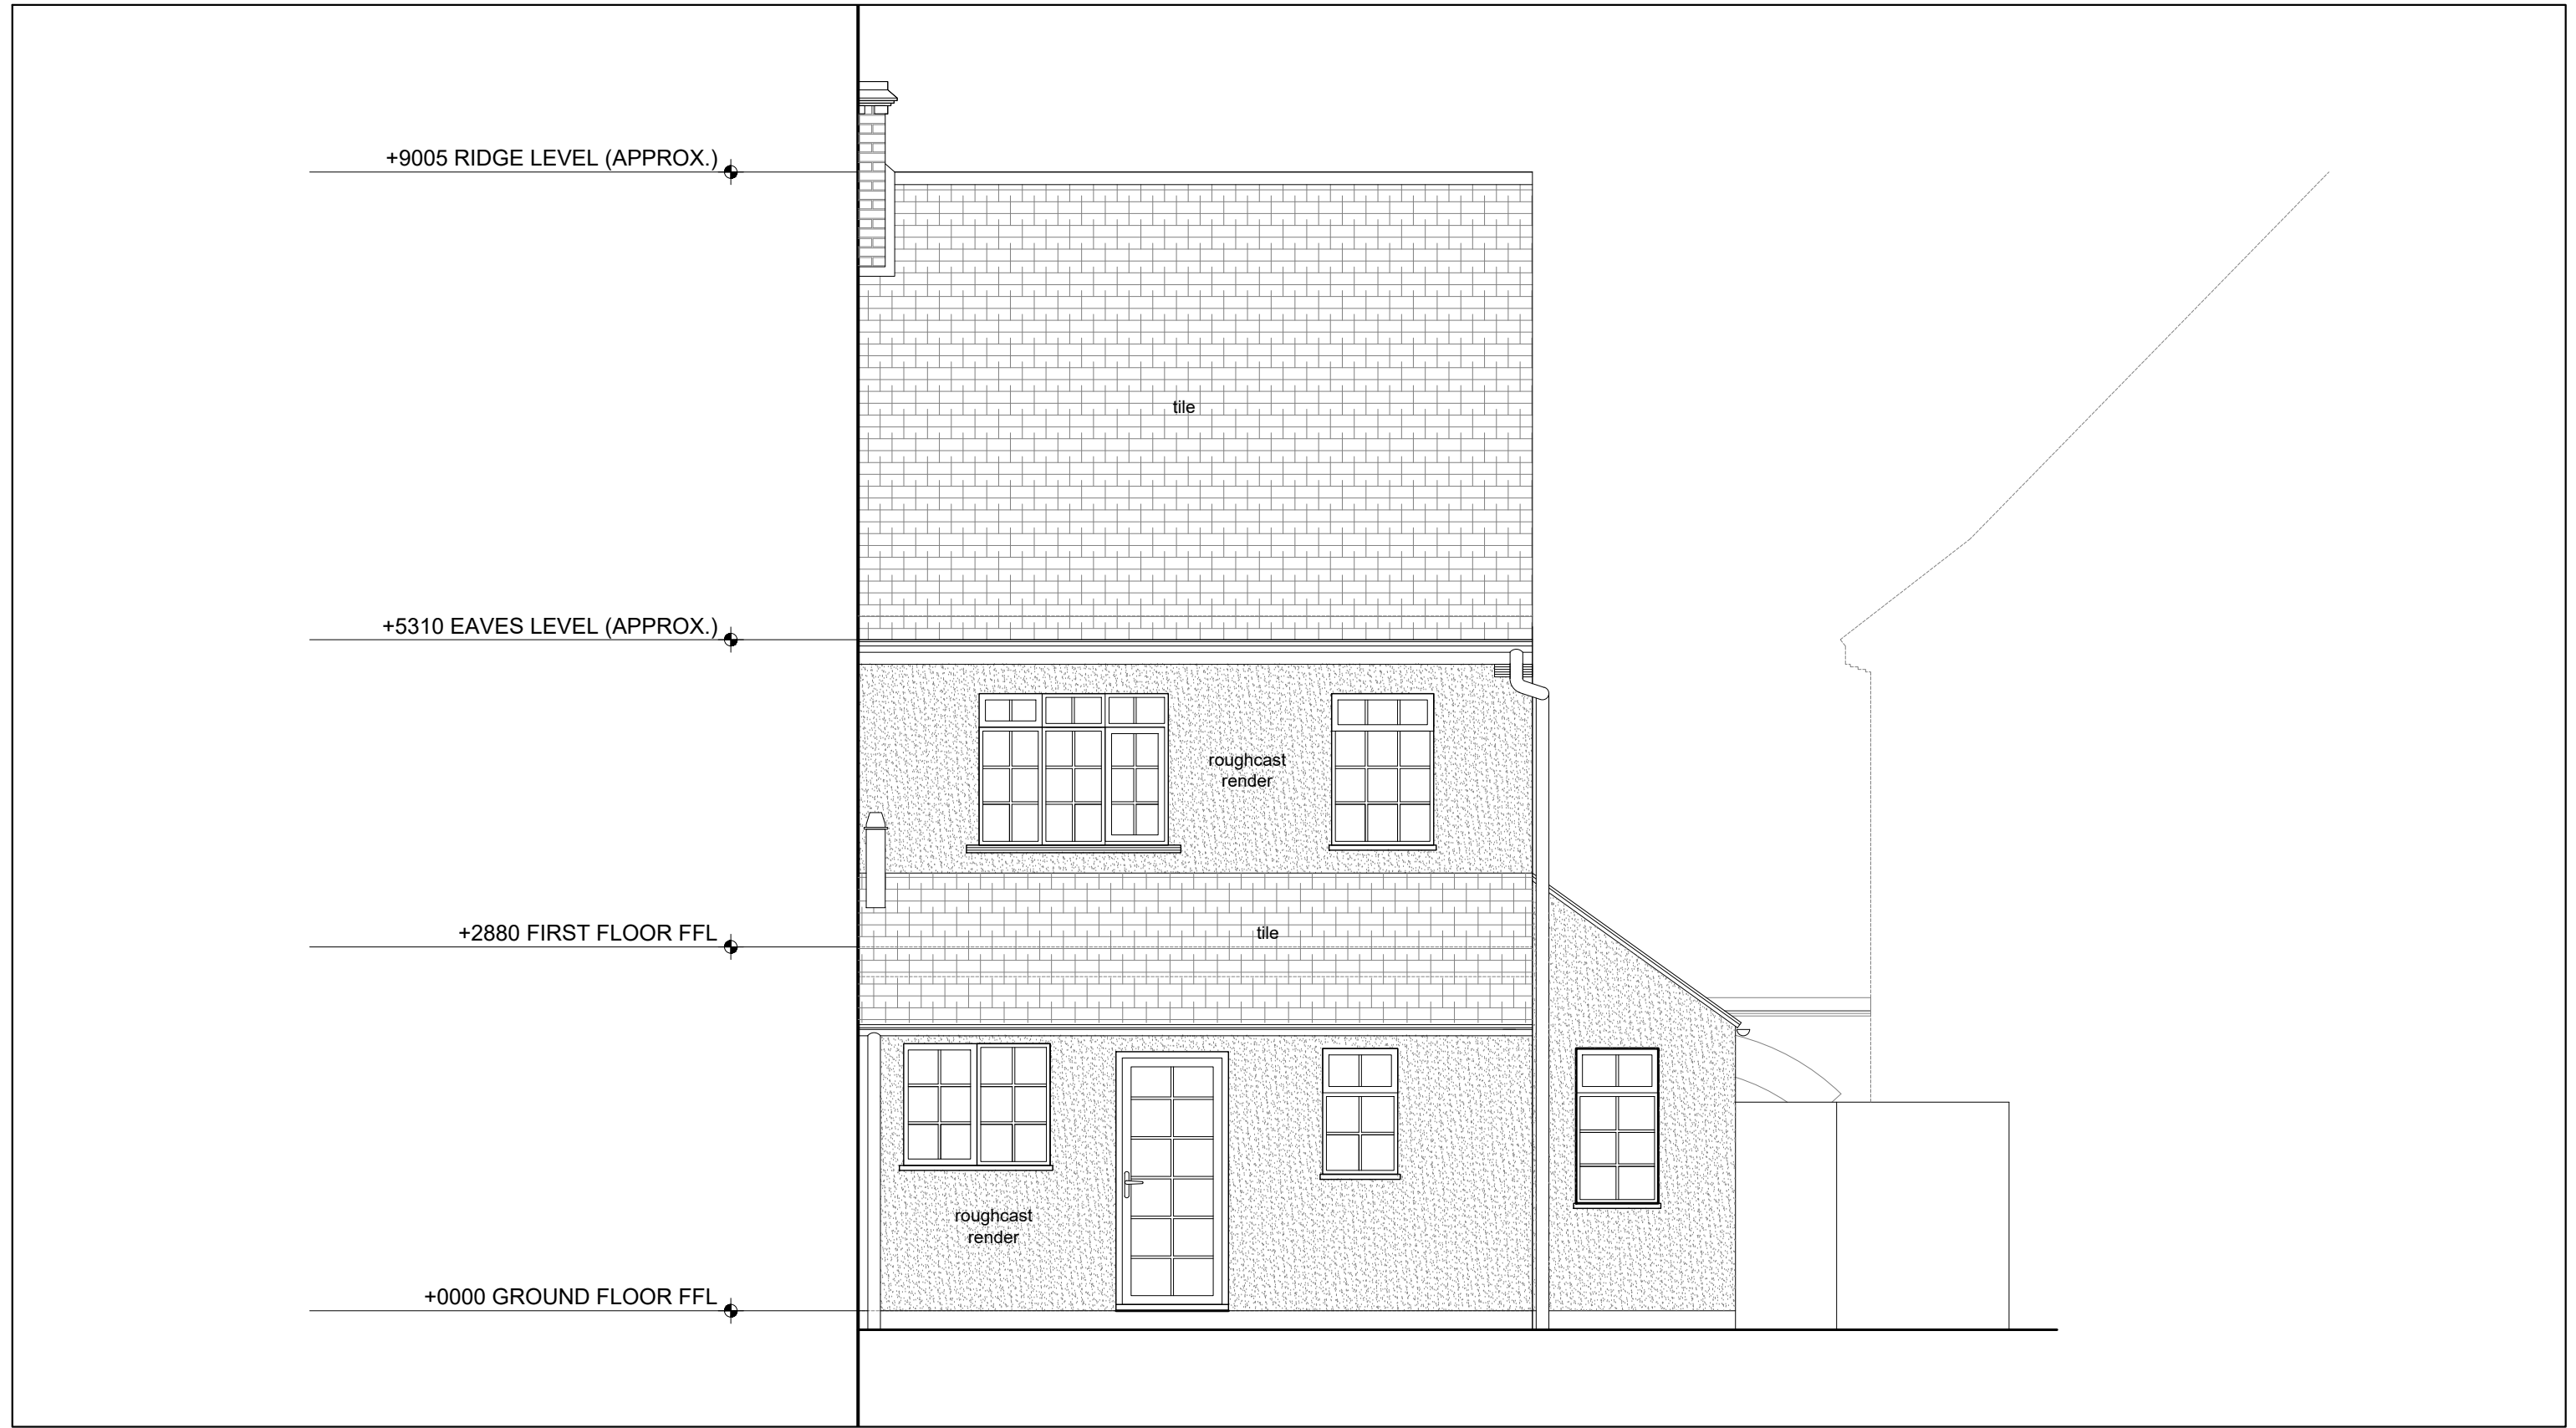 +9005 RIDGE LEVEL (APPROX.)
tile
+5310 EAVES LEVEL (APPROX.)
roughcast
render
+2880 FIRST FLOOR FFL
tile
roughcast
render
+0000 GROUND FLOOR FFL